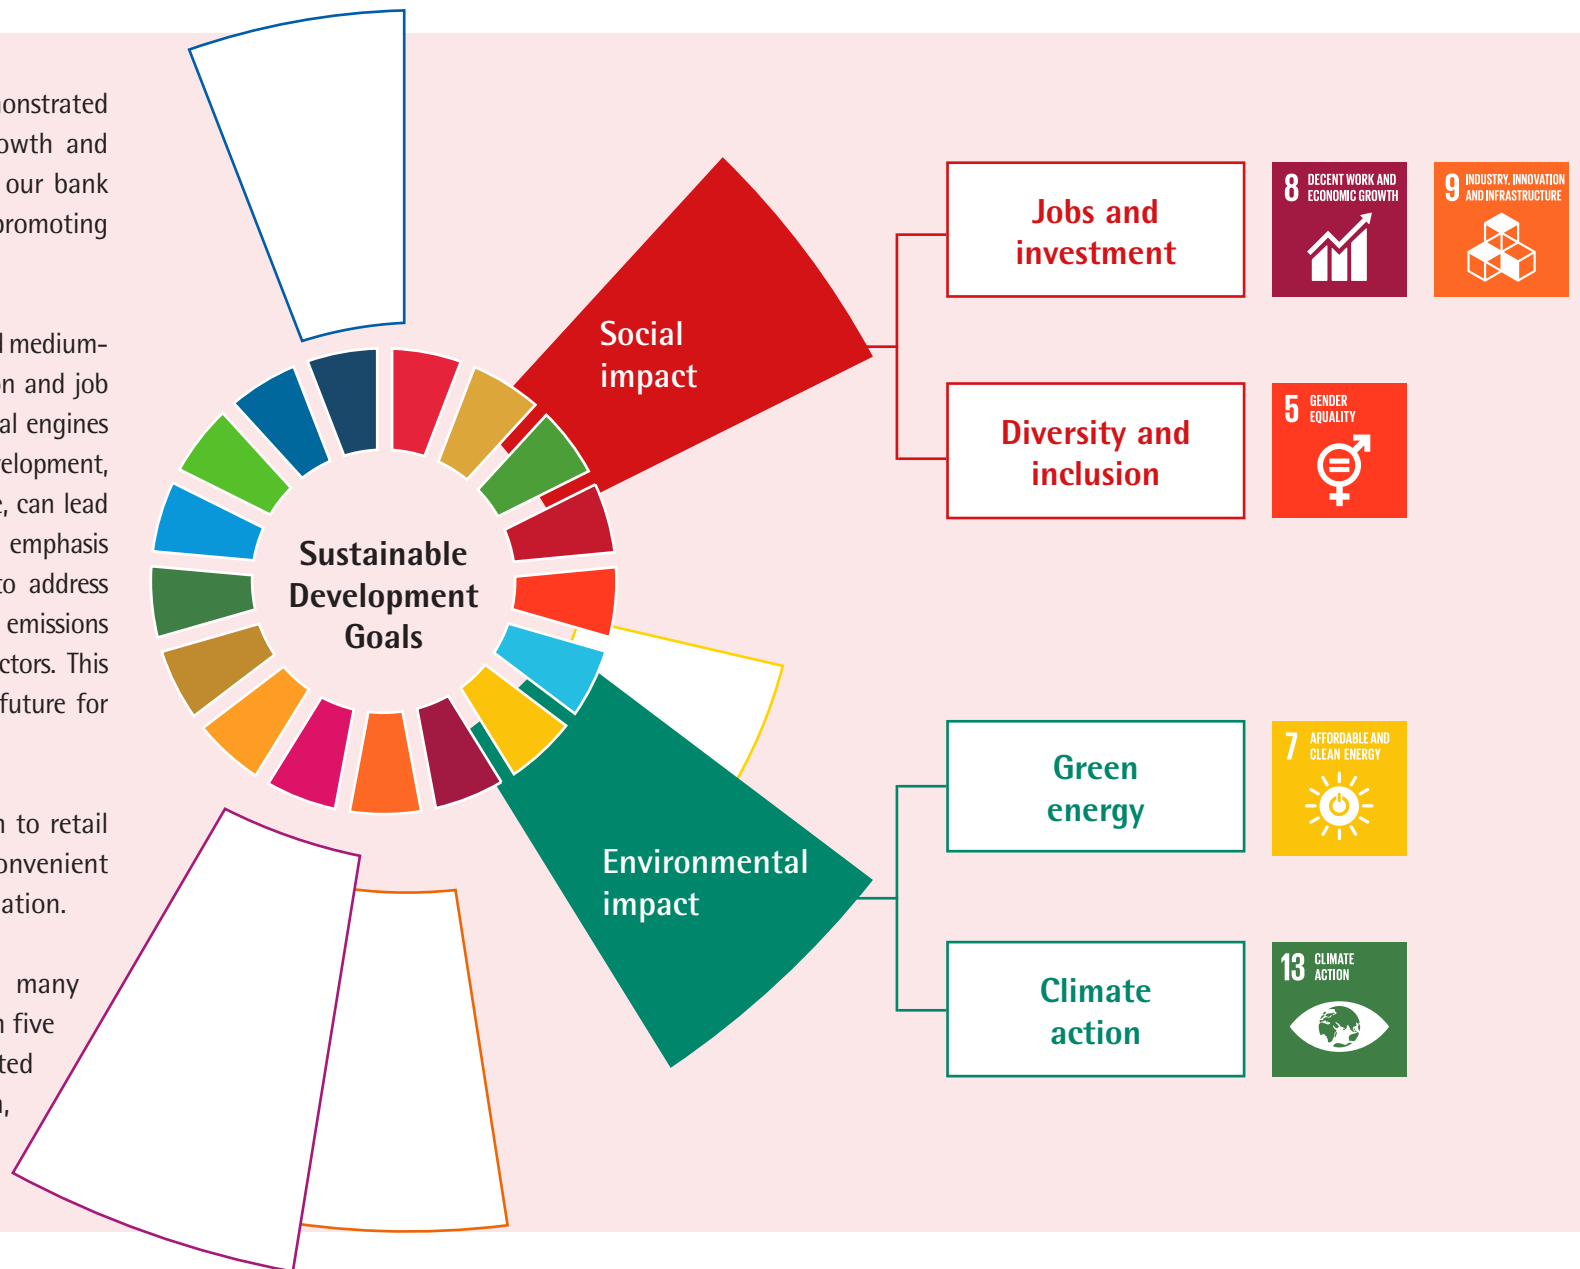 onstrated
owth and
our bank
promoting
medium-
on and job
al engines
velopment,
, can lead
emphasis
to address
emissions
ctors. This
future for
to retail
onvenient
ation.
many
five
ted
Sustainable
Development
Goals
Social
impact
Jobs and
investment
8 DECENT WORK AND
ECONOMIC GROWTH
9 INDUSTRY, INNOVATION
AND INFRASTRUCTURE
Diversity and
inclusion
5 GENDER
EQUALITY
Environmental
impact
Green
energy
7 AFFORDABLE AND
CLEAN ENERGY
Climate
action
13 CLIMATE
ACTION